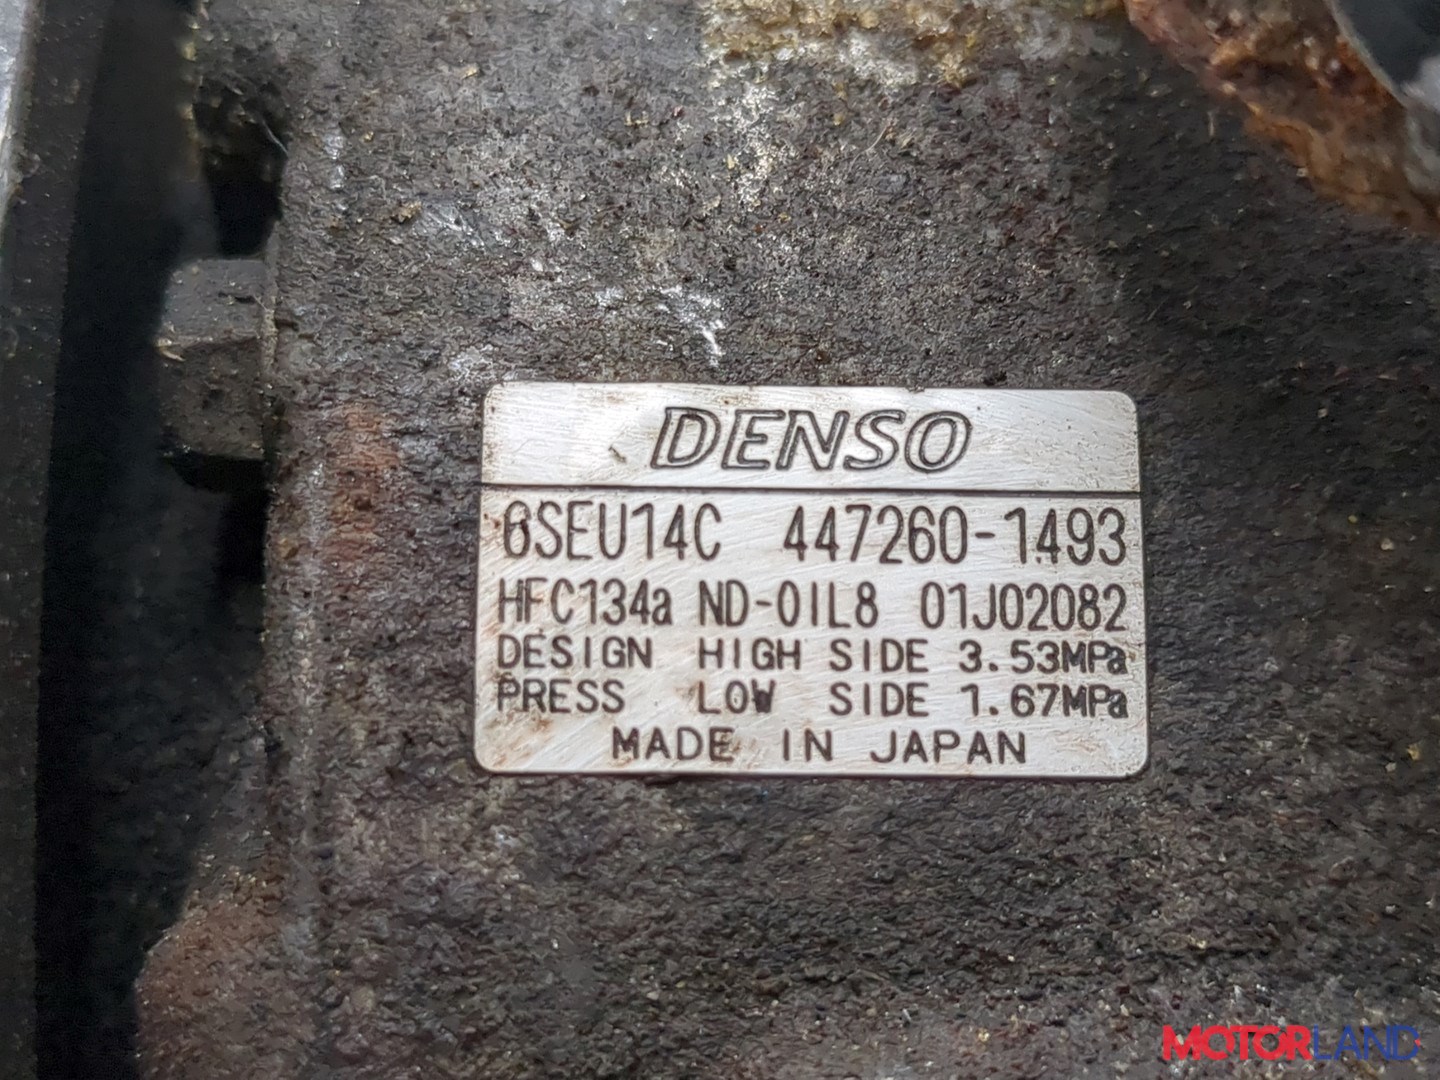 DENSO
6SEU14C 447260-1493
HFC134a ND-OIL8 01J02082
DESIGN HIGH SIDE 3.53MPa
PRESS LOW SIDE 1.67MPa
MADE IN JAPAN
MOTORLAND